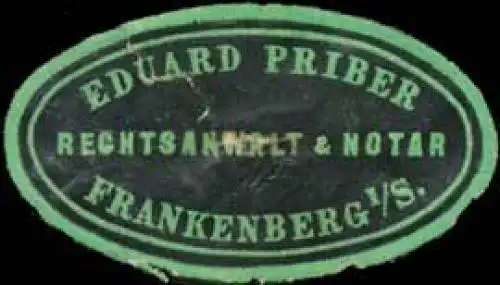 EDUARD PRIBER
RECHTSANWALT & NOTAR
FRANKENBERG I/S.